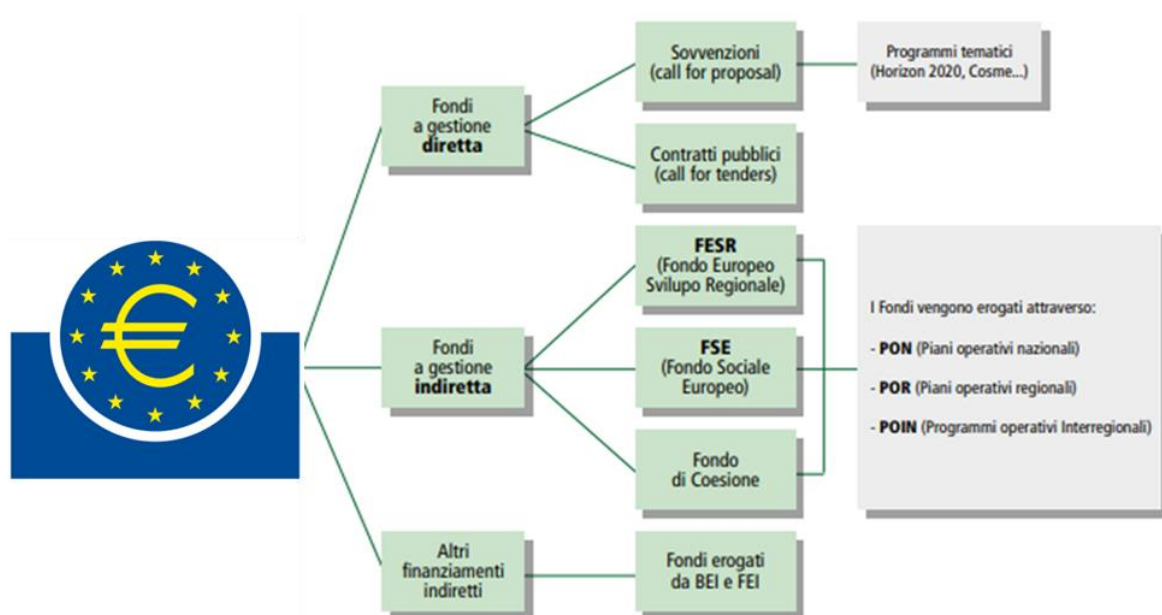 Fondi
a gestione
diretta
Sovvenzioni
(call for proposal)
Programmi tematici
(Horizon 2020, Cosme...)
Contratti pubblici
(call for tenders)
Fondi
a gestione
indiretta
FESR
(Fondo Europeo
Svilupo Regionale)
FSE
(Fondo Sociale
Europeo)
Fondo
di Coesione
I Fondi vengono erogati attraverso:
- PON (Piani operativi nazionali)
- POR (Piani operativi regionali)
- POIN (Programmi operativi Interregionali)
Altri
finanziamenti
indiretti
Fondi erogati
da BEI e FEI